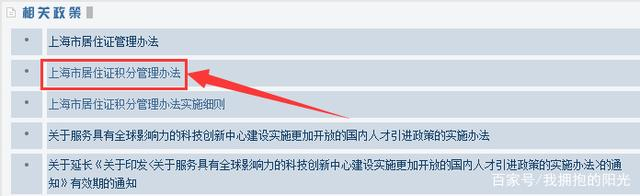 相关政策
上海市居住证管理办法
上海市居住证积分管理办法
上海市居住证积分管理办法实施细则
关于服务具有全球影响力的科技创新中心建设实施更加开放的国内人才引进政策的实施办法
关于延长《关于印发<关于服务具有全球影响力的科技创新中心建设实施更加开放的国内人才引进政策的实施办法>的通
知》有效期的通知
百家号/我拥抱的阳光